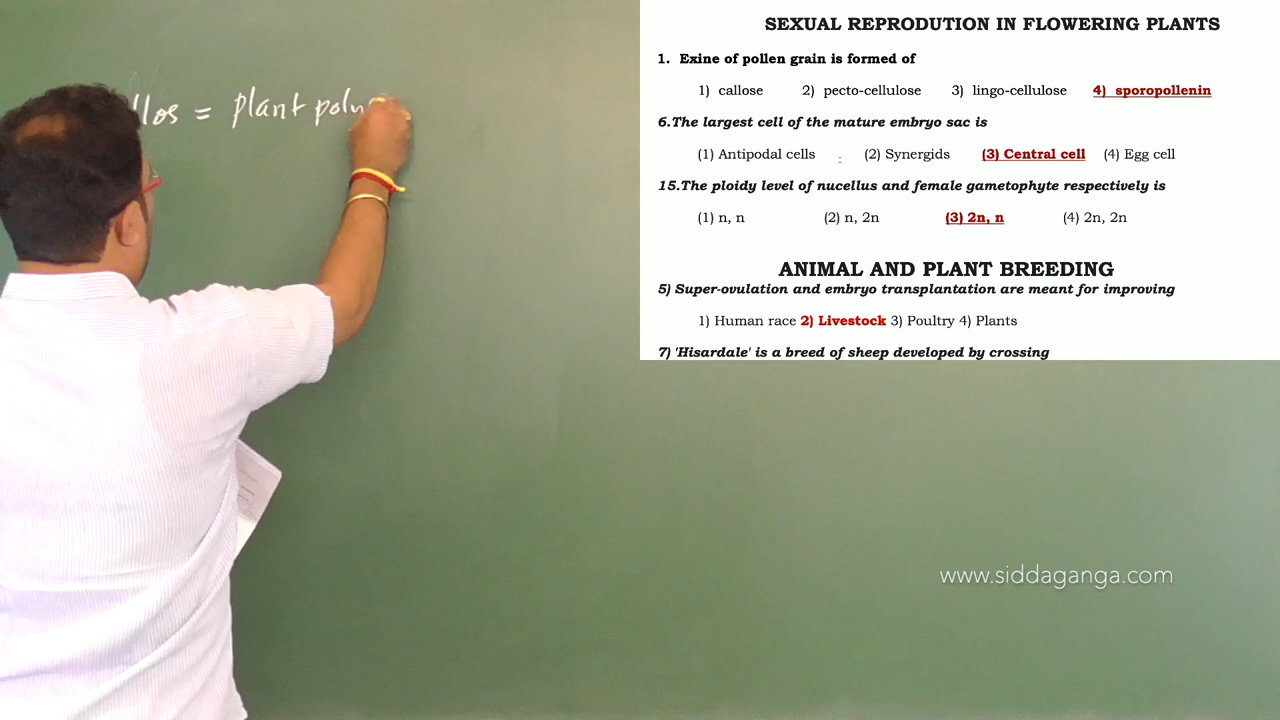 = plant
SEXUAL REPRODUTION IN FLOWERING PLANTS
1. Exine of pollen grain is formed of
1) callose 2) pecto-cellulose 3) lingo-cellulose 4) sporopollenin
6.The largest cell of the mature embryo sac is
(1) Antipodal cells (2) Synergids (3) Central cell (4) Egg cell
15.The ploidy level of nucellus and female gametophyte respectively is
(1) n, n (2) n, 2n (3) 2n, n (4) 2n, 2n
ANIMAL AND PLANT BREEDING
5) Super-ovulation and embryo transplantation are meant for improving
1) Human race 2) Livestock 3) Poultry 4) Plants
7) 'Hisardale' is a breed of sheep developed by crossing
www.siddaganga.com